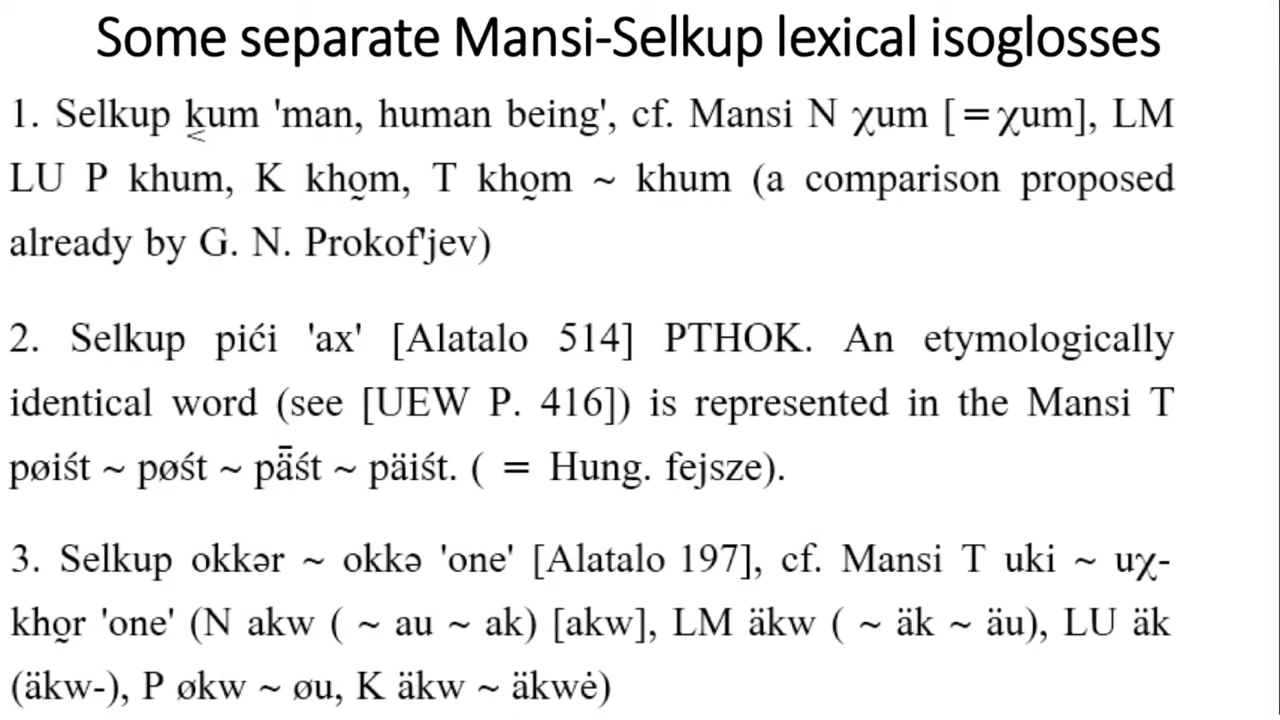 Some separate Mansi-Selkup lexical isoglosses
1. Selkup k̭um 'man, human being', cf. Mansi N χum [=χum], LM
LU P khum, K kho̰m, T kho̰m ~ khum (a comparison proposed
already by G. N. Prokof'jev)
2. Selkup pići 'ax' [Alatalo 514] PTHOK. An etymologically
identical word (see [UEW P. 416]) is represented in the Mansi T
pøiśt ~ pøśt ~ pǟśt ~ päiśt. ( = Hung. fejsze).
3. Selkup okkər ~ okkə 'one' [Alatalo 197], cf. Mansi T uki ~ uχ-
kho̰r 'one' (N akw ( ~ au ~ ak) [akw], LM äkw ( ~ äk ~ äu), LU äk
(äkw-), P økw ~ øu, K äkw ~ äkwė)